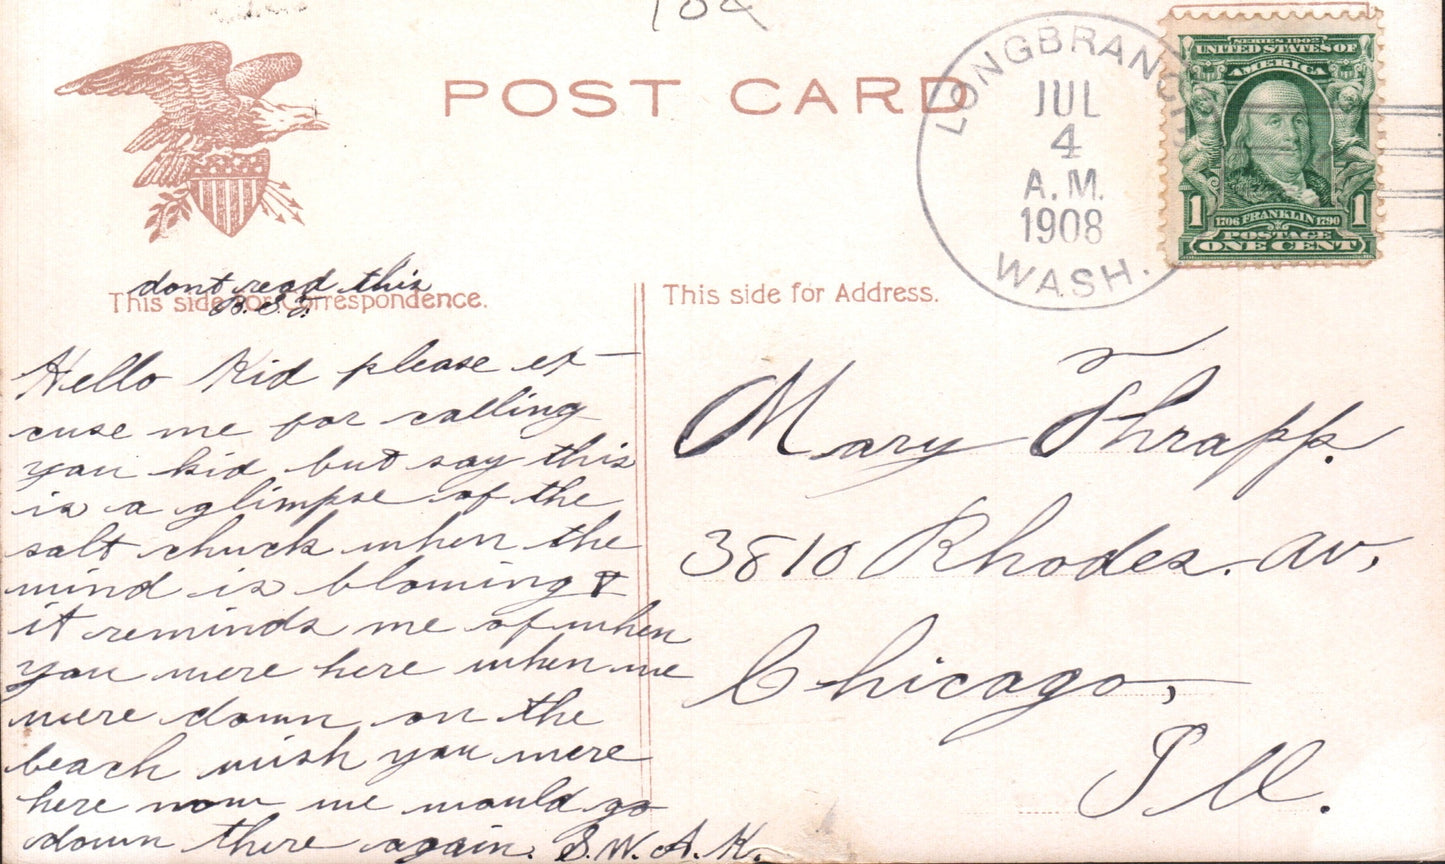 10¢
POST CARD
LONGBRANCH
JUL
4
A.M.
1908
WASH.
SERIES 1902
UNITED STATES OF
AMERICA
1 1706 FRANKLIN 1790 1
POSTAGE
ONE CENT
dont read this
This side for Correspondence.
Hello Kid please ex-
cuse me for calling
you kid, but say this
is a glimpse of the
salt chuck when the
wind is blowing &
it reminds me of when
you were here when we
were down on the
beach wish you were
here now we would go
down there again. S.W.A.K.
This side for Address.
Mary Thrapp.
3810 Rhodes. Av,
Chicago,
Ill.